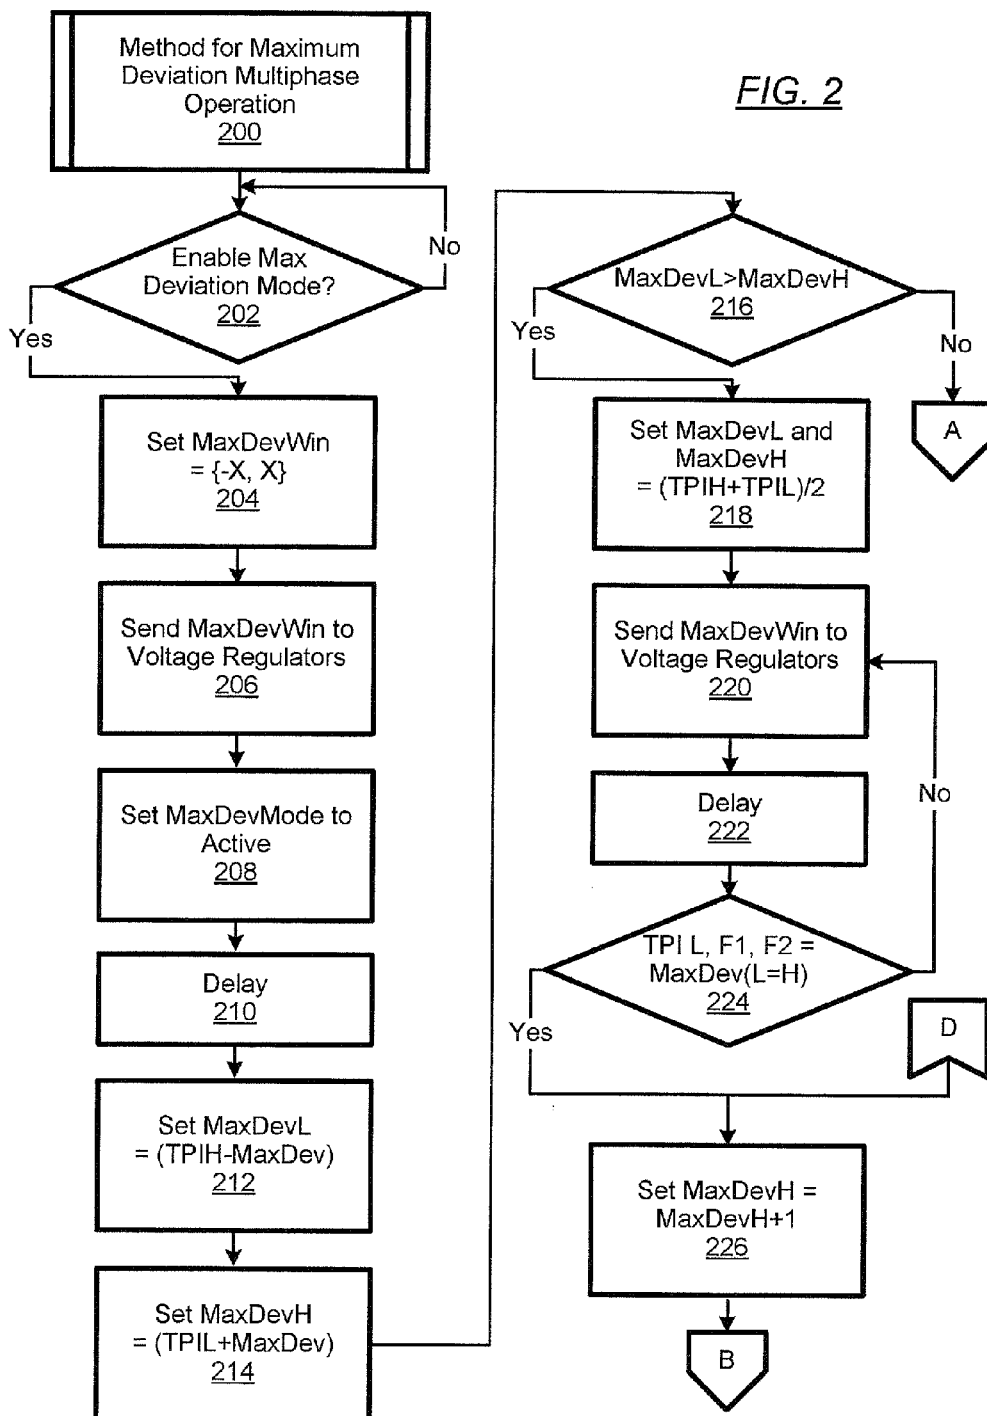 Method for Maximum
Deviation Multiphase
Operation
200
FIG. 2
Enable Max
Deviation Mode?
202
No
Yes
Set MaxDevWin
= {-X, X}
204
Send MaxDevWin to
Voltage Regulators
206
Set MaxDevMode to
Active
208
Delay
210
Set MaxDevL
= (TPIH-MaxDev)
212
Set MaxDevH
= (TPIL+MaxDev)
214
MaxDevL>MaxDevH
216
Yes
No
A
Set MaxDevL and
MaxDevH
= (TPIH+TPIL)/2
218
Send MaxDevWin to
Voltage Regulators
220
Delay
222
No
TPI L, F1, F2 =
MaxDev(L=H)
224
Yes
D
Set MaxDevH =
MaxDevH+1
226
B